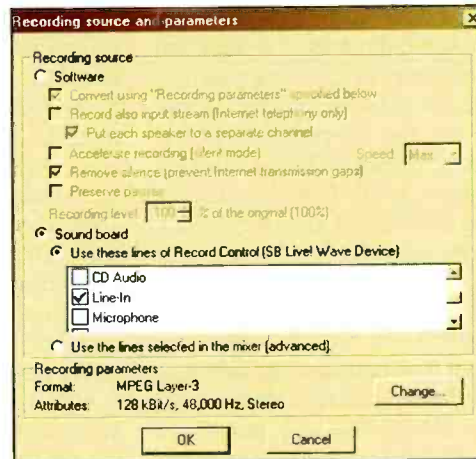 Recording source and parameters
Recording source
Software
Convert using "Recording parameters" specified below
Record also input stream (Internet telephony only)
Put each speaker to a separate channel
Accelerate recording (silent mode) Speed: Max.
Remove silence (prevent Internet transmission gaps)
Preserve pauses
Recording level: 100 % of the original (100%)
Sound board
Use these lines of Record Control (SB Live! Wave Device)
CD Audio
Line-In
Microphone
Use the lines selected in the mixer (advanced)
Recording parameters
Format: MPEG Layer-3
Attributes: 128 kBit/s, 48,000 Hz, Stereo
Change...
OK Cancel